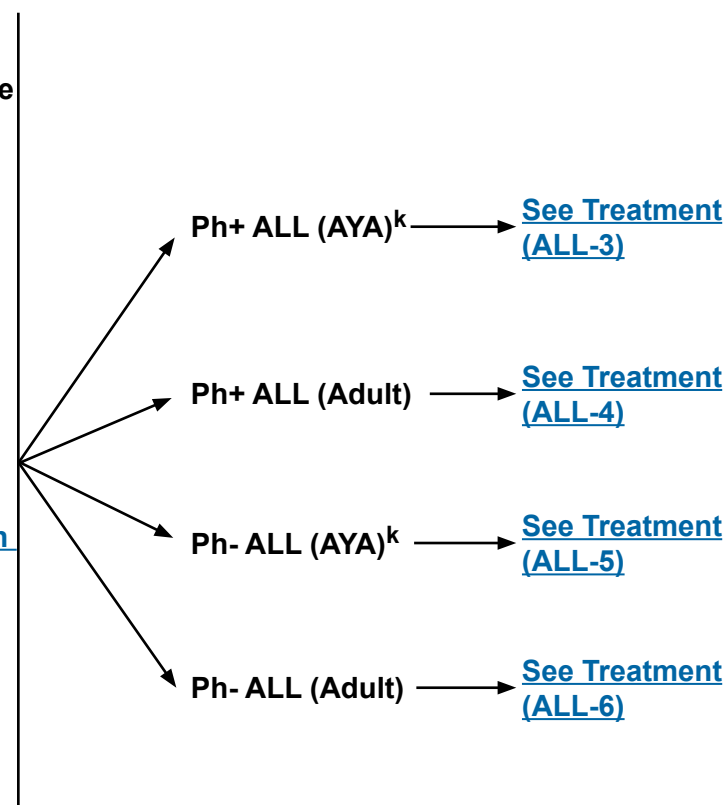 e
Ph+ ALL (AYA)k
See Treatment
(ALL-3)
Ph+ ALL (Adult)
See Treatment
(ALL-4)
n
Ph- ALL (AYA)k
See Treatment
(ALL-5)
Ph- ALL (Adult)
See Treatment
(ALL-6)